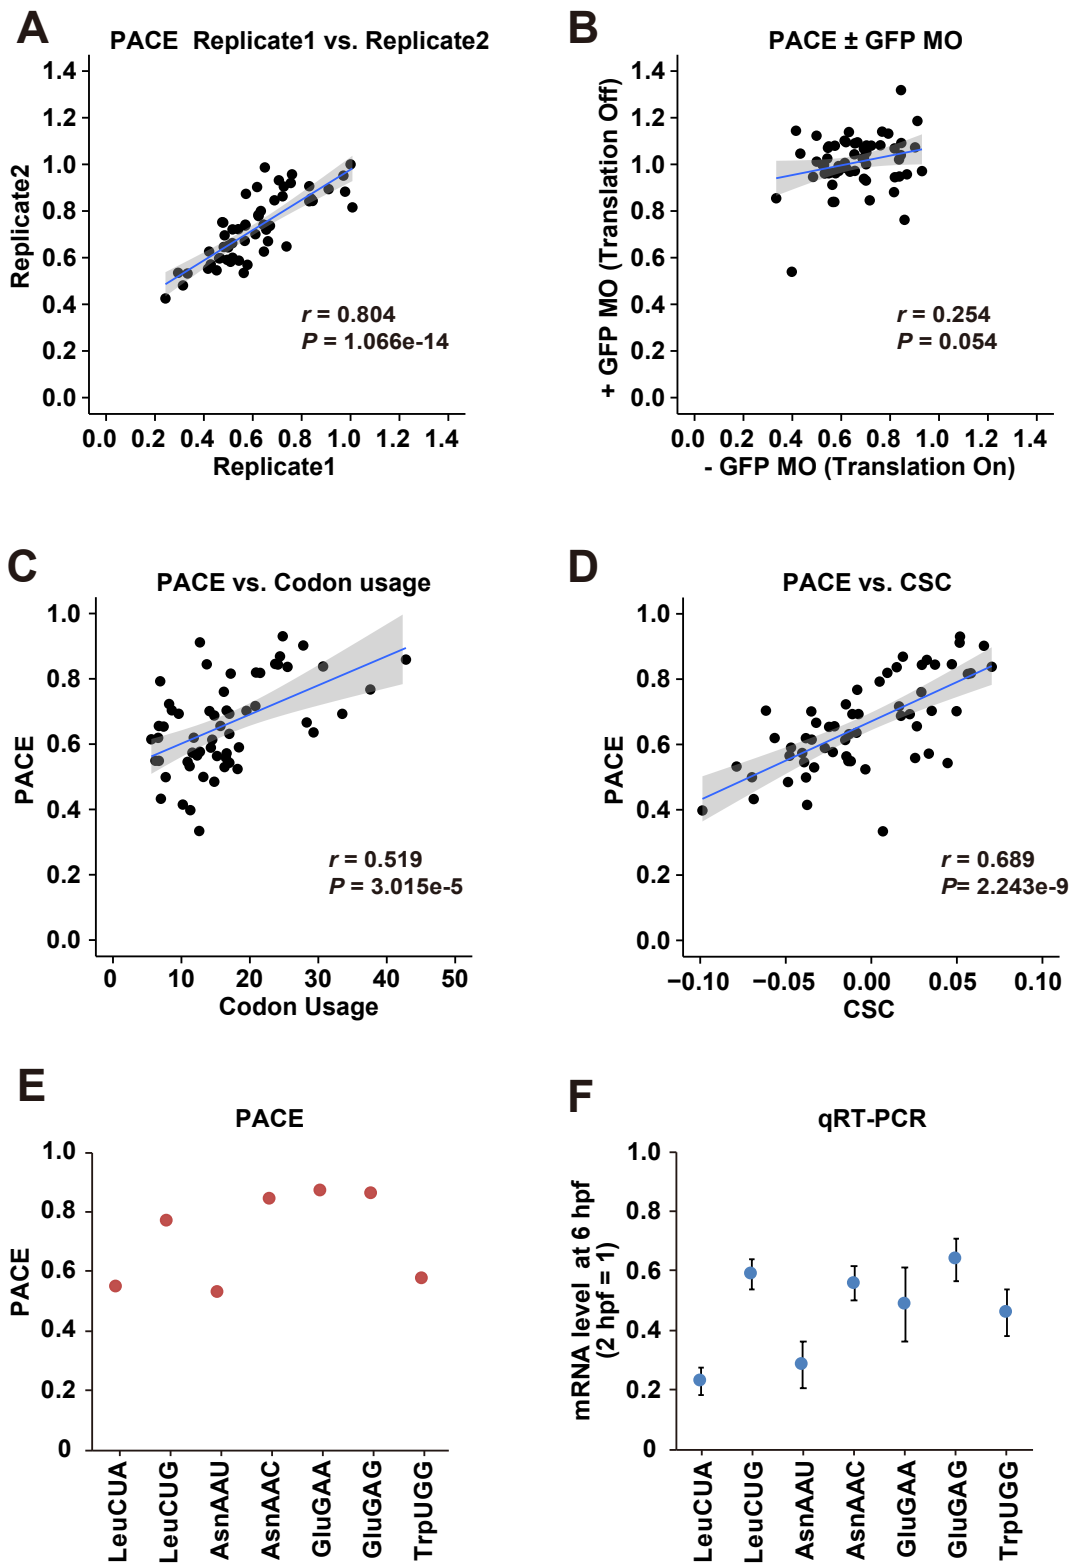 A
PACE Replicate1 vs. Replicate2
1.4
1.2
1.0
0.8
0.6
0.4
0.2
0.0
Replicate2
r = 0.804
P = 1.066e-14
0.0 0.2 0.4 0.6 0.8 1.0 1.2 1.4
Replicate1
B
PACE ± GFP MO
1.4
1.2
1.0
0.8
0.6
0.4
0.2
0.0
+ GFP MO (Translation Off)
r = 0.254
P = 0.054
0.0 0.2 0.4 0.6 0.8 1.0 1.2 1.4
- GFP MO (Translation On)
C
PACE vs. Codon usage
1.0
0.8
0.6
0.4
0.2
0.0
PACE
r = 0.519
P = 3.015e-5
0 10 20 30 40 50
Codon Usage
D
PACE vs. CSC
1.0
0.8
0.6
0.4
0.2
0.0
PACE
r = 0.689
P= 2.243e-9
−0.10 −0.05 0.00 0.05 0.10
CSC
E
PACE
1.0
0.8
0.6
0.4
0.2
0
PACE
LeuCUA
LeuCUG
AsnAAU
AsnAAC
GluGAA
GluGAG
TrpUGG
F
qRT-PCR
1.0
0.8
0.6
0.4
0.2
0
mRNA level at 6 hpf
(2 hpf = 1)
LeuCUA
LeuCUG
AsnAAU
AsnAAC
GluGAA
GluGAG
TrpUGG